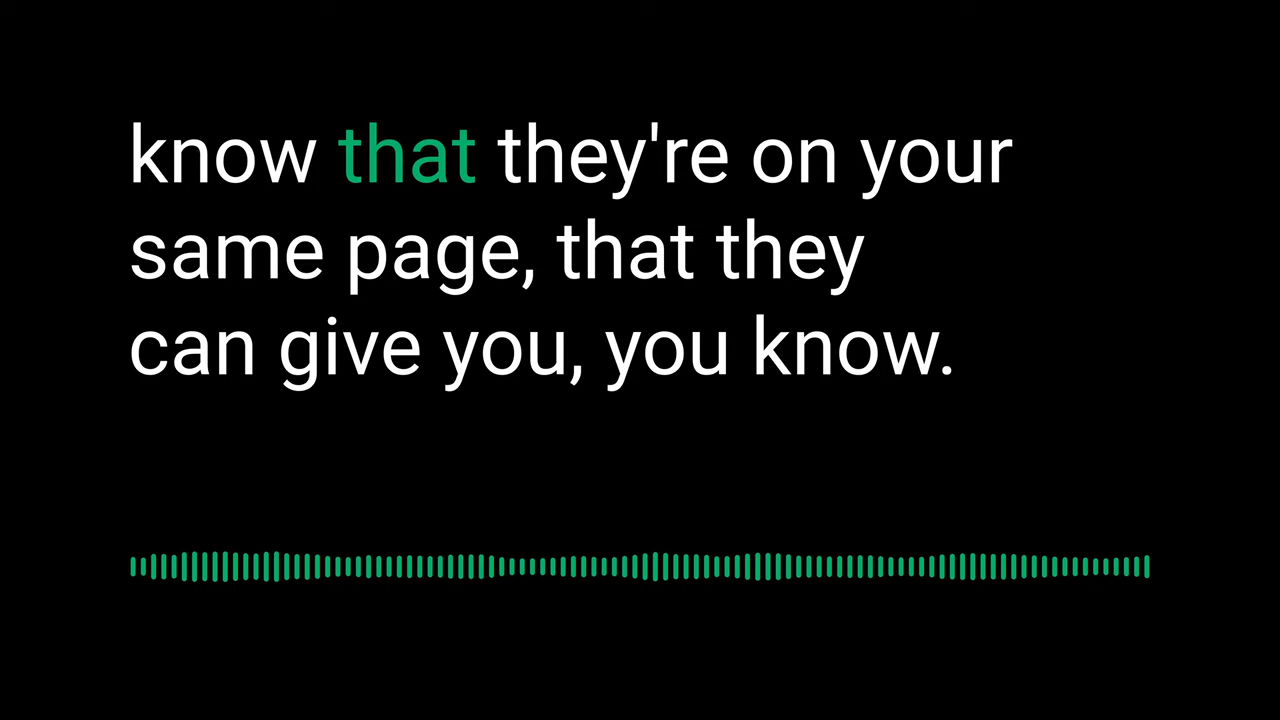 know that they're on your
same page, that they
can give you, you know.